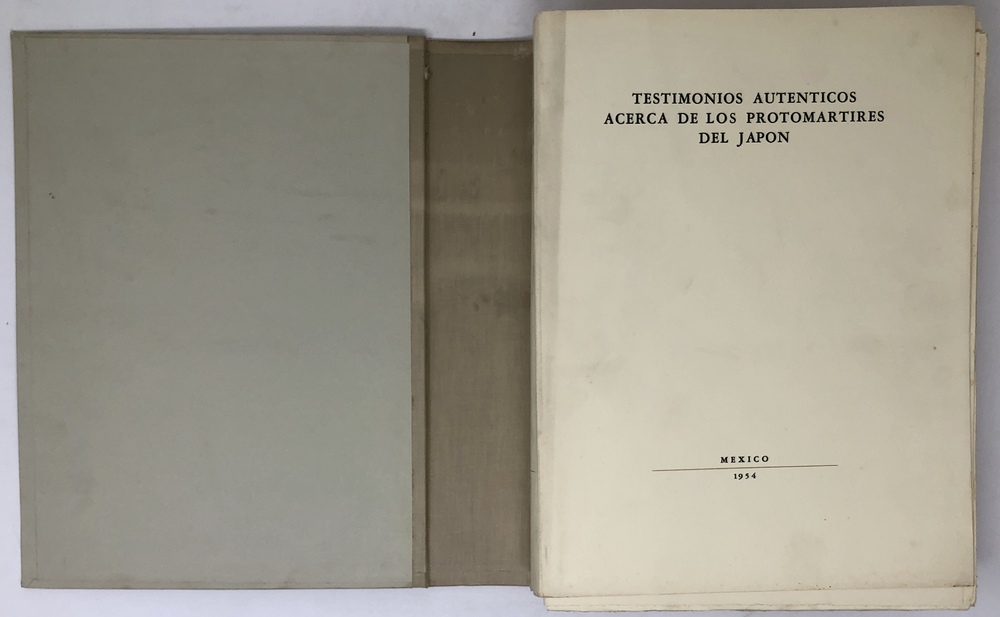 TESTIMONIOS AUTENTICOS
ACERCA DE LOS PROTOMARTIRES
DEL JAPON
MEXICO
1954